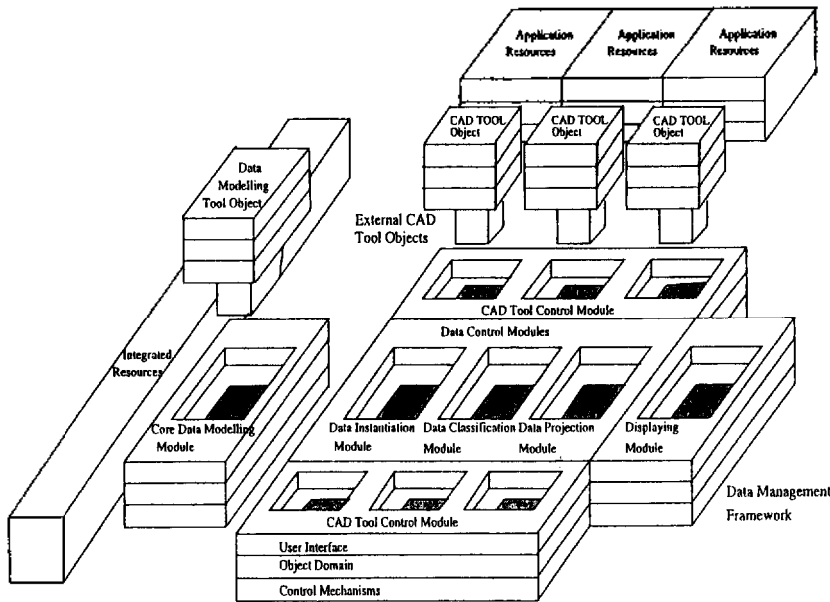 Application
Resources
Application
Resources
Application
Resources
CAD TOOL
Object
CAD TOOL
Object
CAD TOOL
Object
Data
Modelling
Tool Object
External CAD
Tool Objects
CAD Tool Control Module
Data Control Modules
Integrated
Resources
Core Data Modelling
Module
Data Instantiation
Module
Data Classification
Module
Data Projection
Module
Displaying
Module
Data Management
Framework
CAD Tool Control Module
User Interface
Object Domain
Control Mechanisms